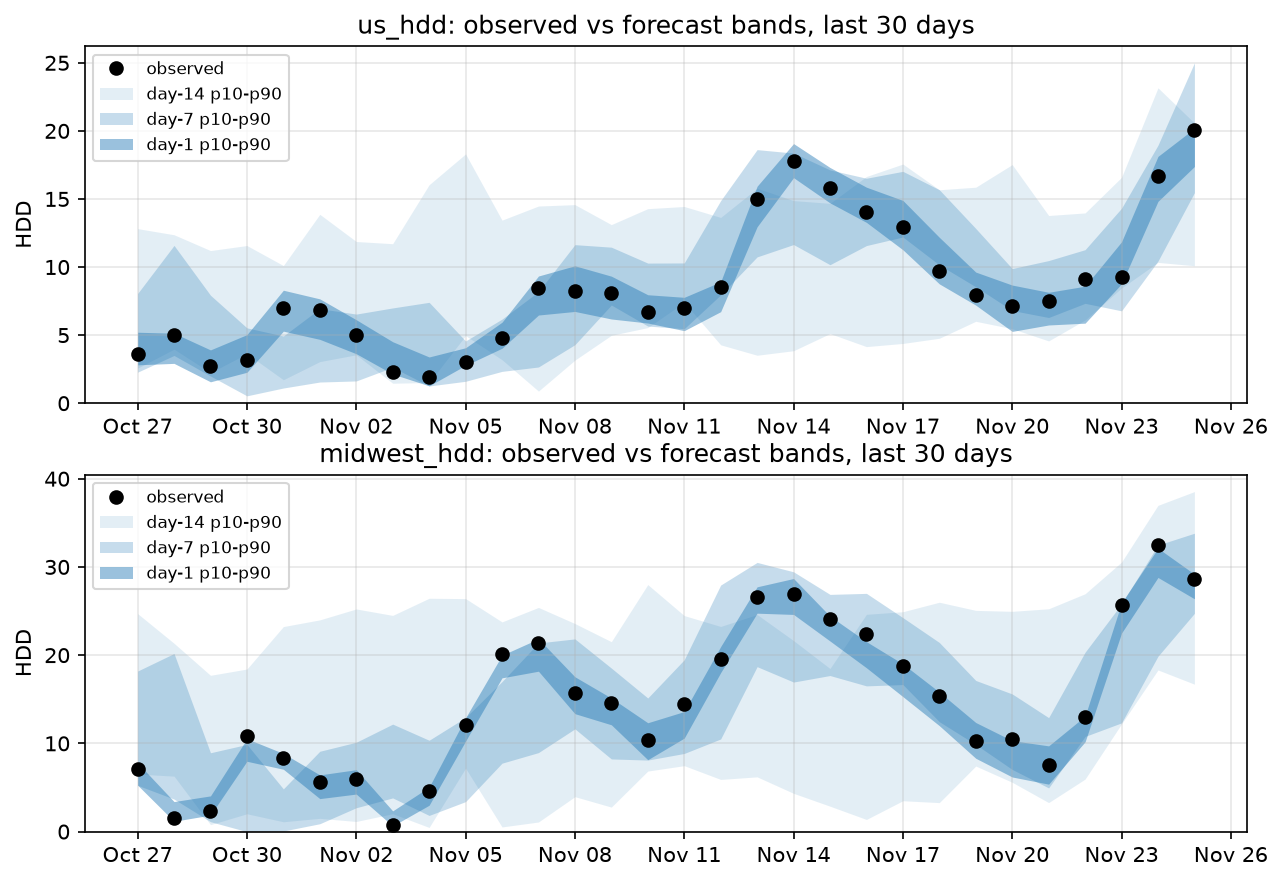 us_hdd: observed vs forecast bands, last 30 days
HDD
25
20
15
10
5
0
observed
day-14 p10-p90
day-7 p10-p90
day-1 p10-p90
Oct 27 Oct 30 Nov 02 Nov 05 Nov 08 Nov 11 Nov 14 Nov 17 Nov 20 Nov 23 Nov 26
midwest_hdd: observed vs forecast bands, last 30 days
HDD
40
30
20
10
0
observed
day-14 p10-p90
day-7 p10-p90
day-1 p10-p90
Oct 27 Oct 30 Nov 02 Nov 05 Nov 08 Nov 11 Nov 14 Nov 17 Nov 20 Nov 23 Nov 26